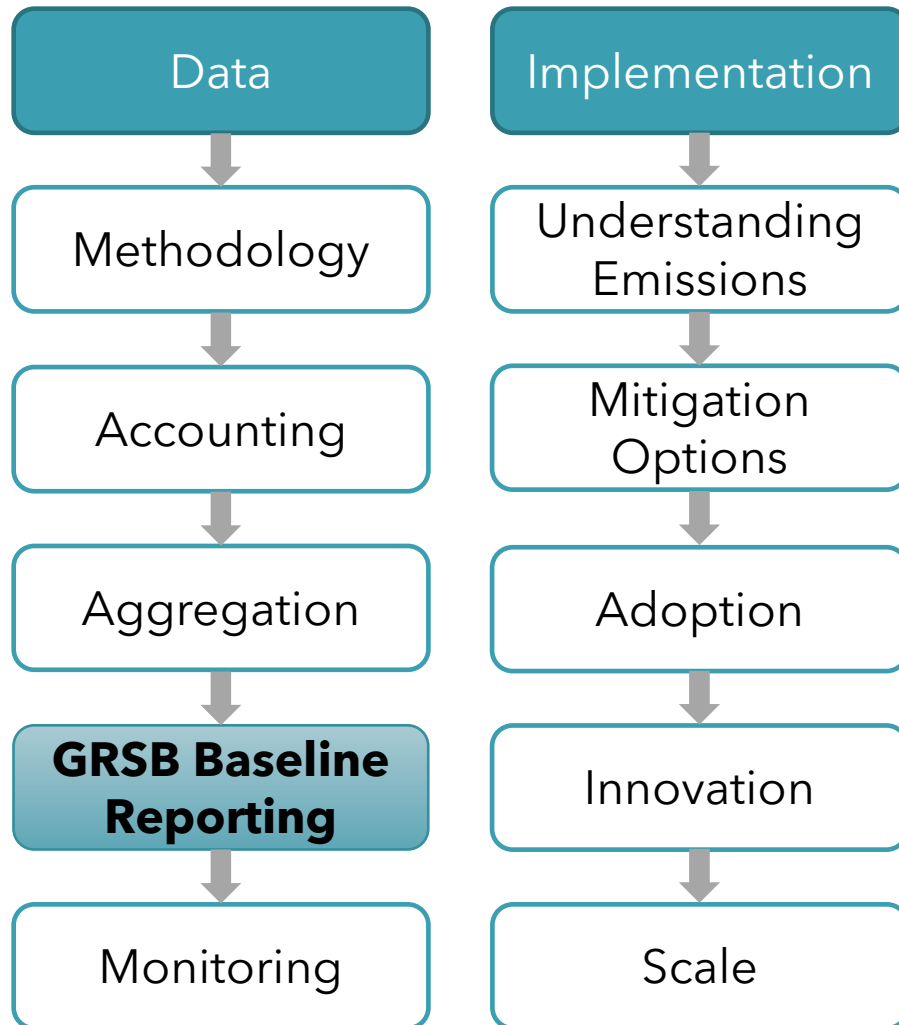 Data
Methodology
Accounting
Aggregation
GRSB Baseline
Reporting
Monitoring
Implementation
Understanding
Emissions
Mitigation
Options
Adoption
Innovation
Scale